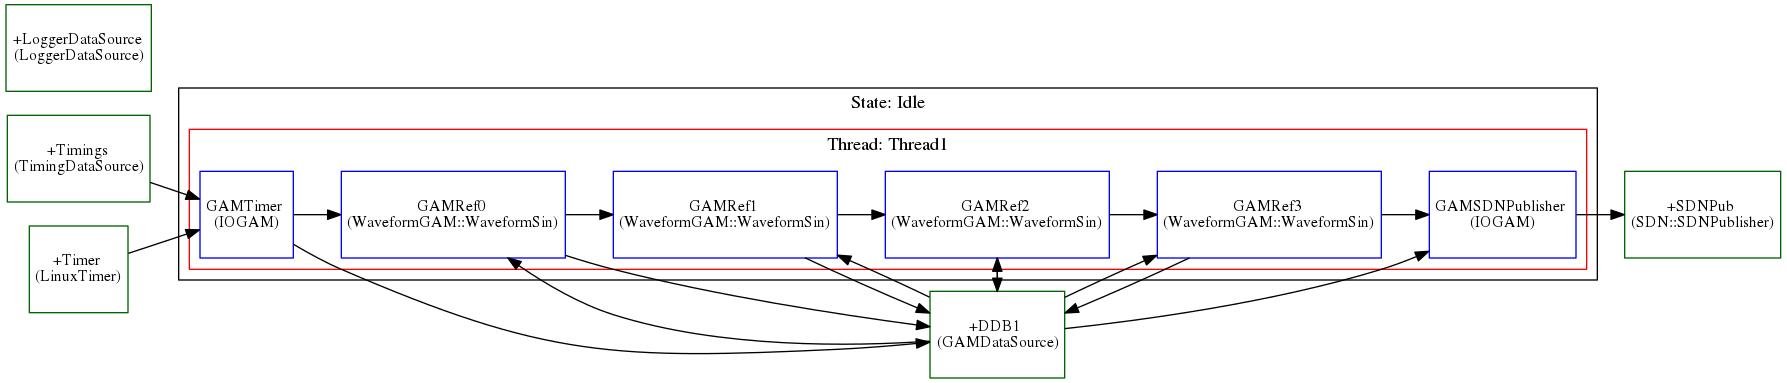 +LoggerDataSource
(LoggerDataSource)
State: Idle
Thread: Thread1
+Timings
(TimingDataSource)
GAMTimer
(IOGAM)
GAMRef0
(WaveformGAM::WaveformSin)
GAMRef1
(WaveformGAM::WaveformSin)
GAMRef2
(WaveformGAM::WaveformSin)
GAMRef3
(WaveformGAM::WaveformSin)
GAMSDNPublisher
(IOGAM)
+SDNPub
(SDN::SDNPublisher)
+Timer
(LinuxTimer)
+DDB1
(GAMDataSource)